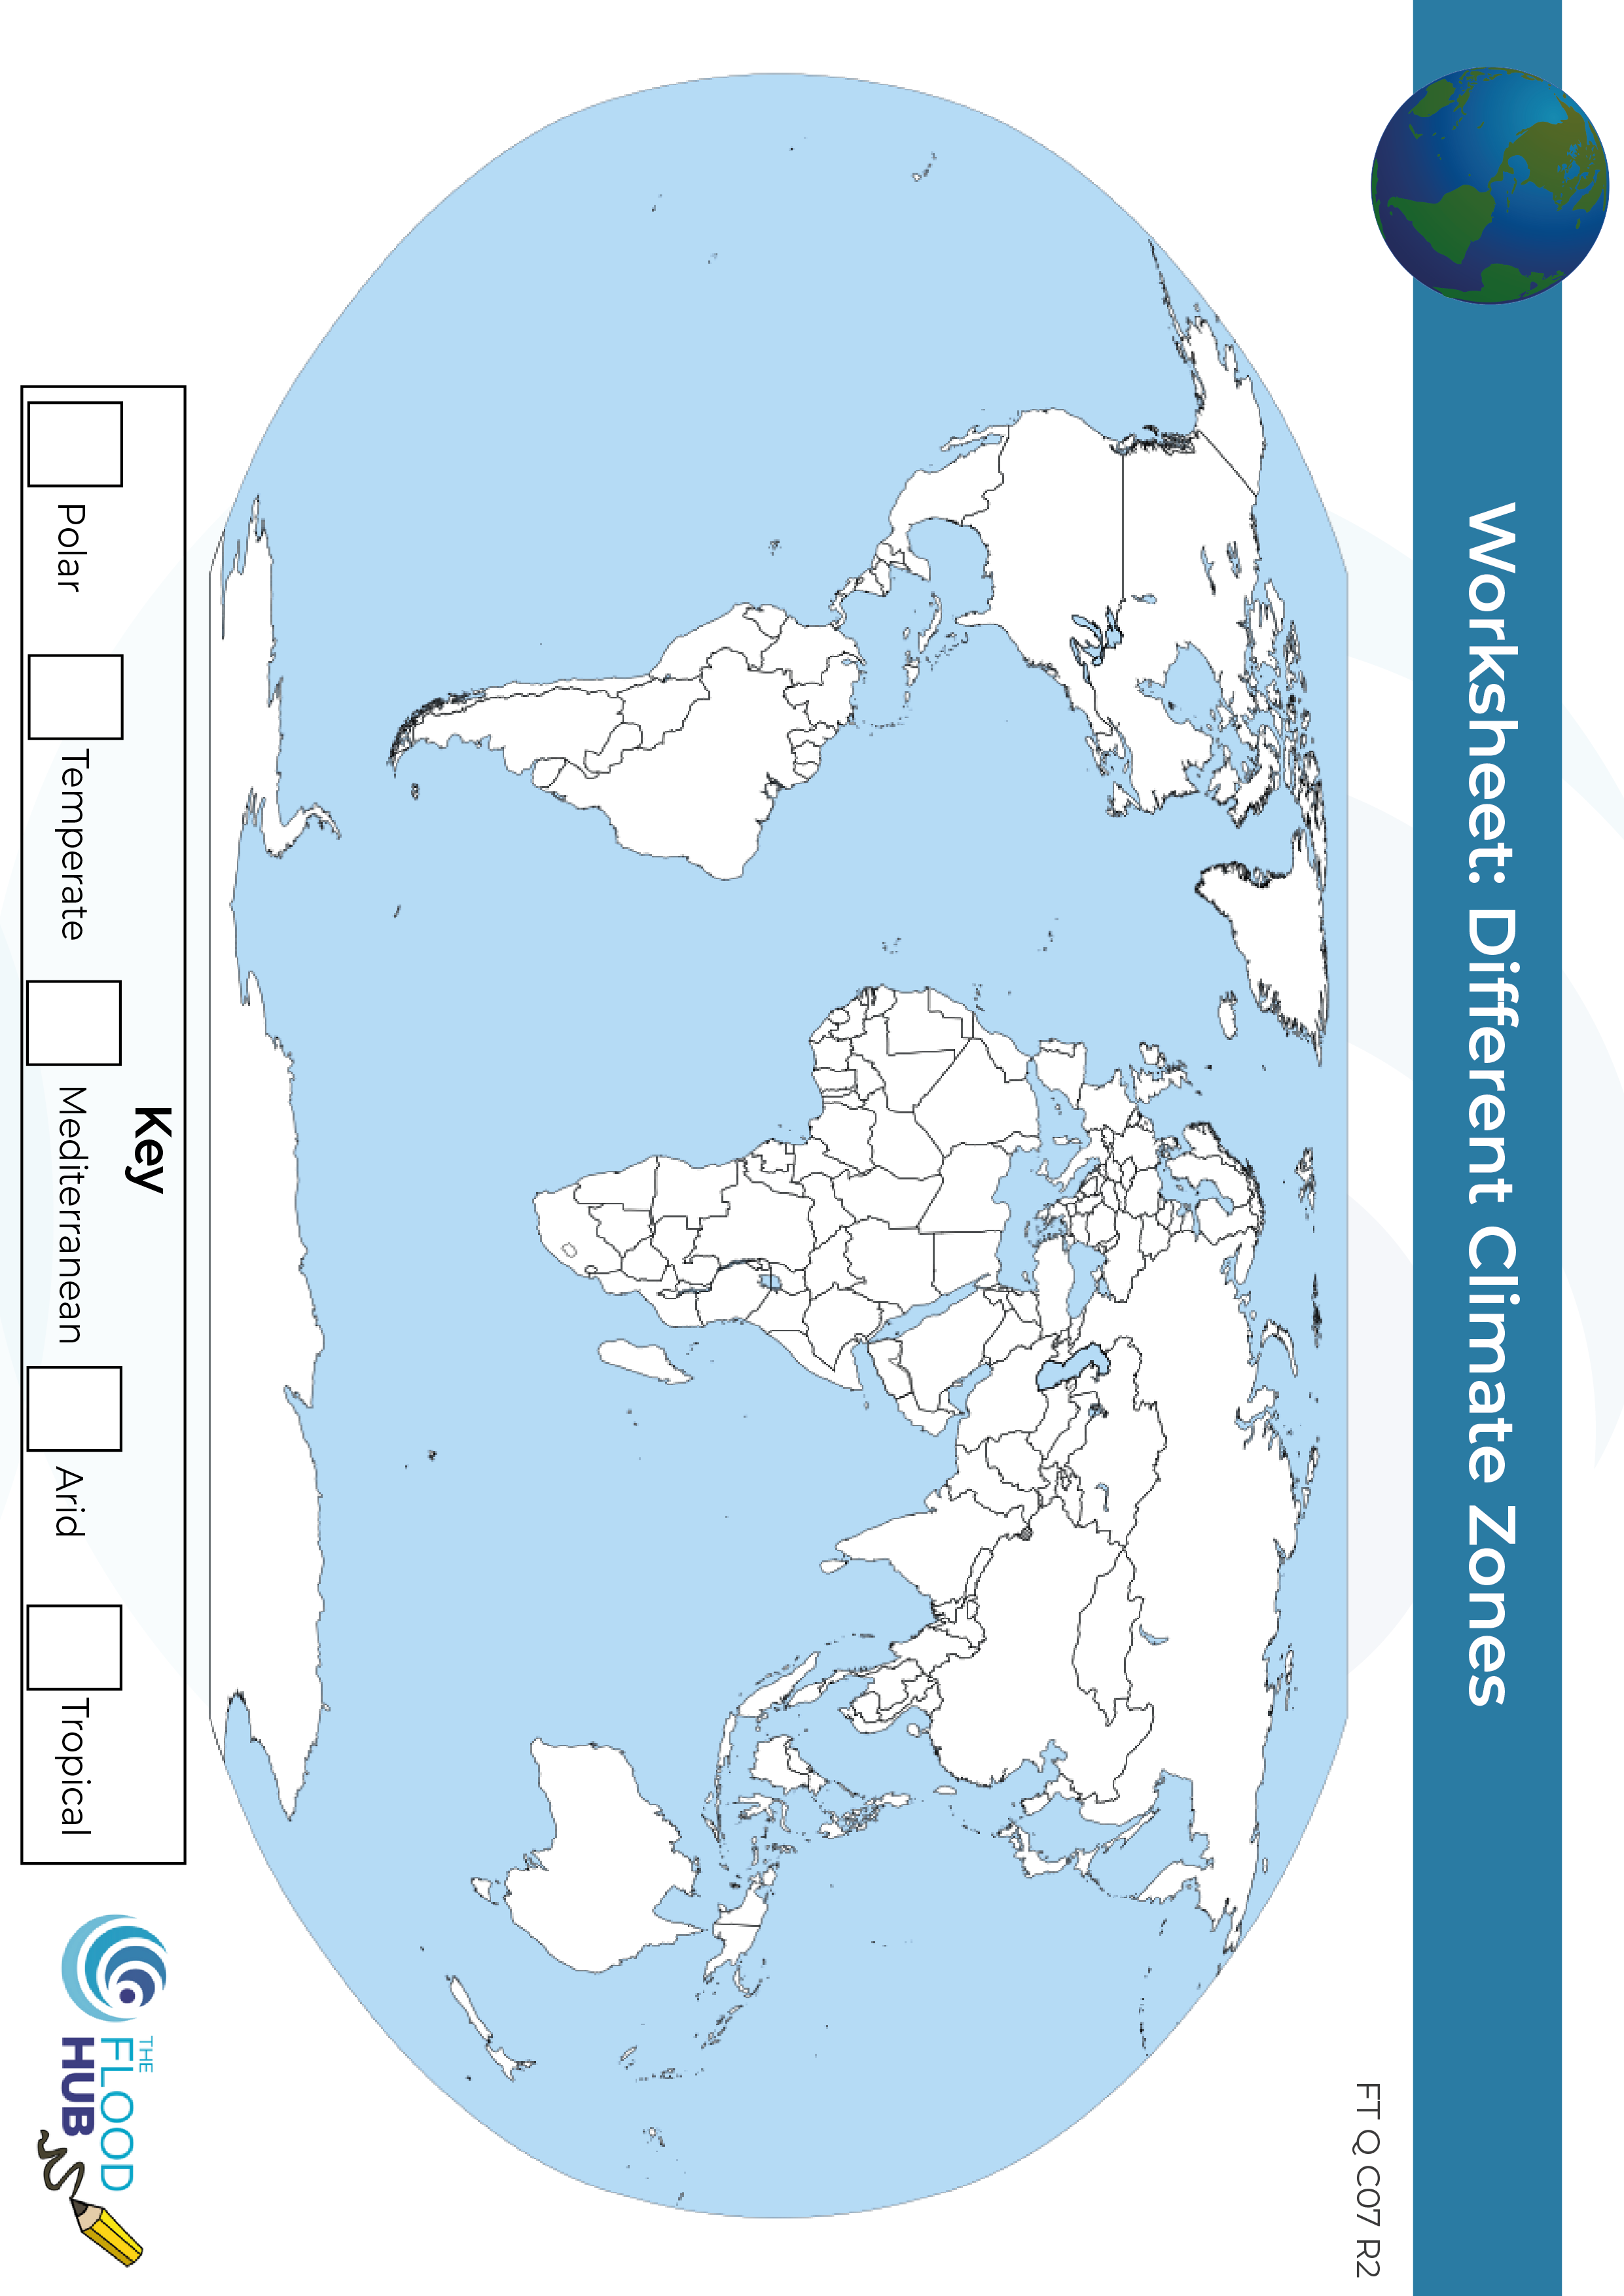 Worksheet: Different Climate Zones
FT Q C07 R2
Key
Polar
Temperate
Mediterranean
Arid
Tropical
THE
FLOOD
HUB